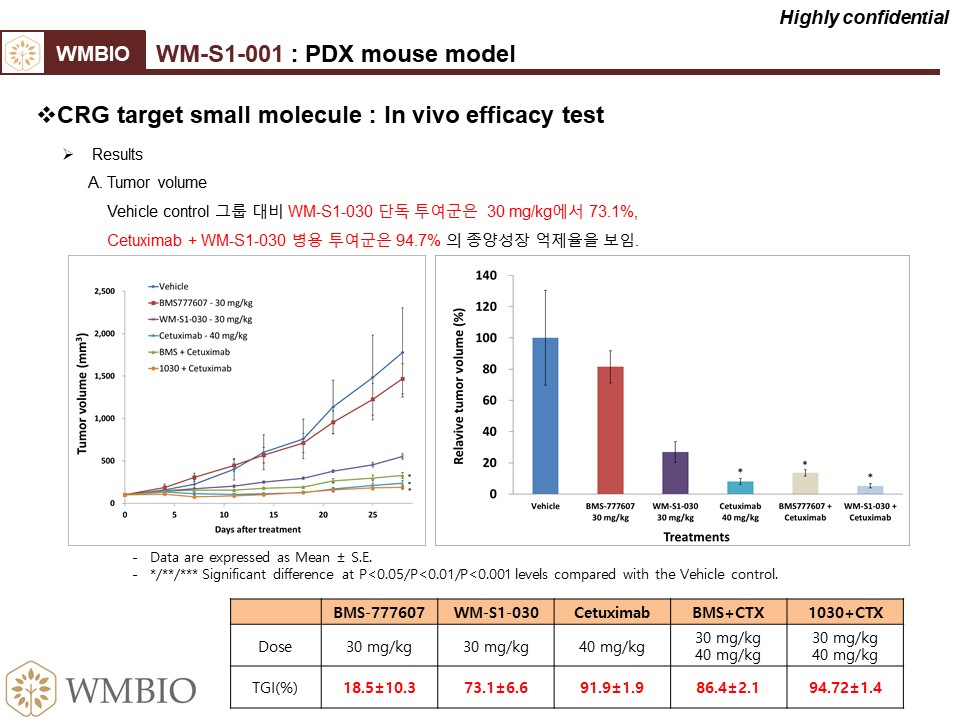 Highly confidential
WMBIO
WM-S1-001 : PDX mouse model
❖CRG target small molecule : In vivo efficacy test
➢ Results
A. Tumor volume
Vehicle control 그룹 대비 WM-S1-030 단독 투여군은 30 mg/kg에서 73.1%,
Cetuximab + WM-S1-030 병용 투여군은 94.7% 의 종양성장 억제율을 보임.
Tumor volume (mm³)
2,500
2,000
1,500
1,000
500
0
Vehicle
BMS777607 - 30 mg/kg
WM-S1-030 - 30 mg/kg
Cetuximab - 40 mg/kg
BMS + Cetuximab
1030 + Cetuximab
*
*
*
0 5 10 15 20 25
Days after treatment
Relavive tumor volume (%)
140
120
100
80
60
40
20
0
* * *
Vehicle BMS-777607 WM-S1-030 Cetuximab BMS777607 + WM-S1-030 +
30 mg/kg 30 mg/kg 40 mg/kg Cetuximab Cetuximab
Treatments
- Data are expressed as Mean ± S.E.
- */**/*** Significant difference at P<0.05/P<0.01/P<0.001 levels compared with the Vehicle control.
BMS-777607 WM-S1-030 Cetuximab BMS+CTX 1030+CTX
Dose 30 mg/kg 30 mg/kg 40 mg/kg 30 mg/kg 30 mg/kg
40 mg/kg 40 mg/kg
TGI(%) 18.5±10.3 73.1±6.6 91.9±1.9 86.4±2.1 94.72±1.4
WMBIO